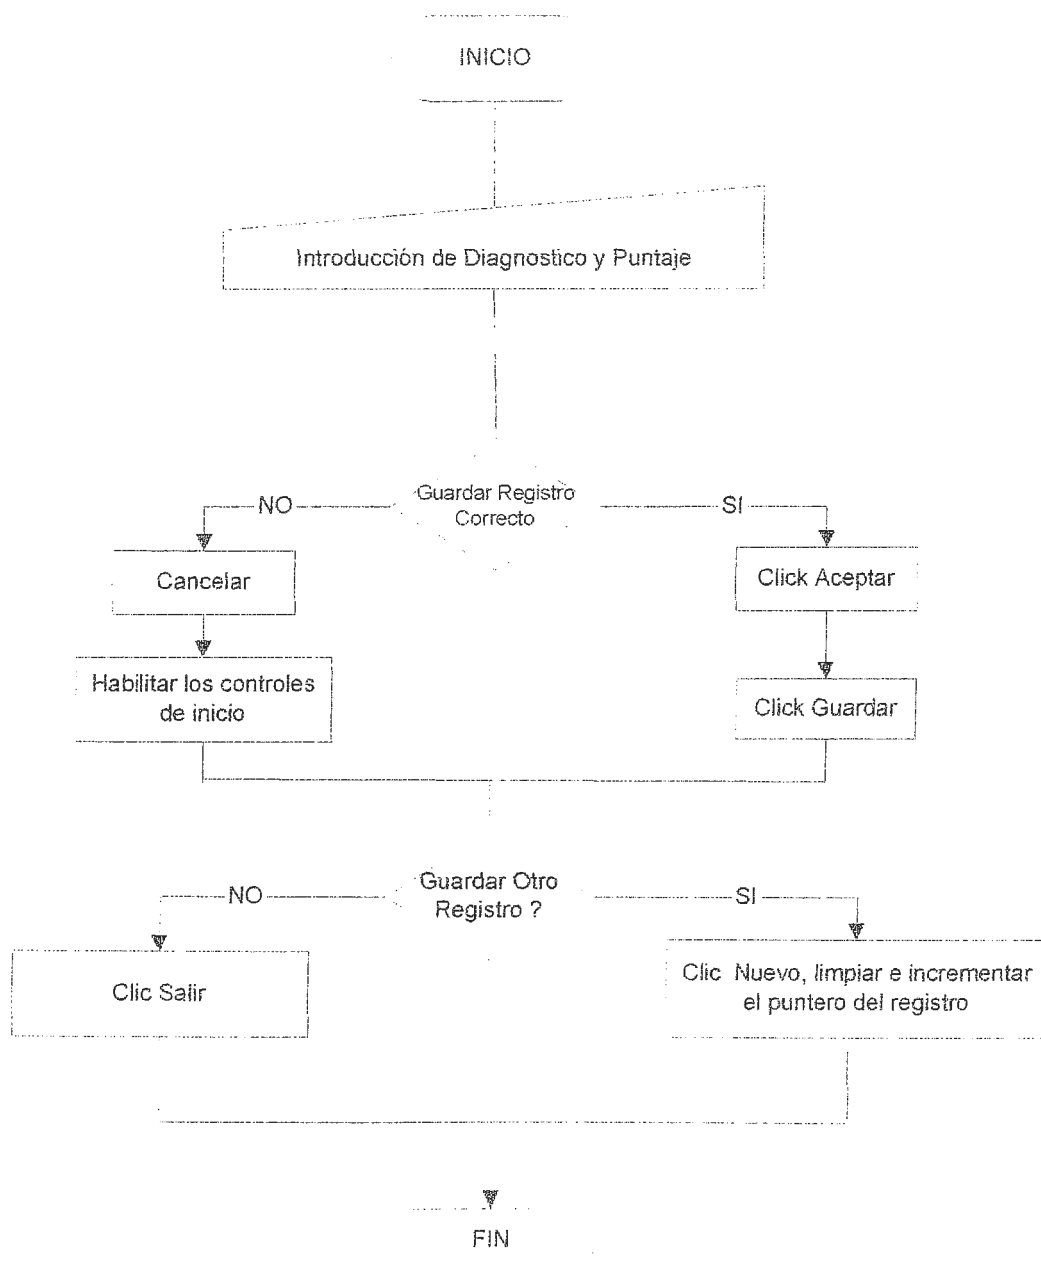 INICIO
Introducción de Diagnostico y Puntaje
Guardar Registro
Correcto
NO
SI
Cancelar
Click Aceptar
Habilitar los controles
de inicio
Click Guardar
Guardar Otro
Registro ?
NO
SI
Clic Salir
Clic Nuevo, limpiar e incrementar
el puntero del registro
FIN